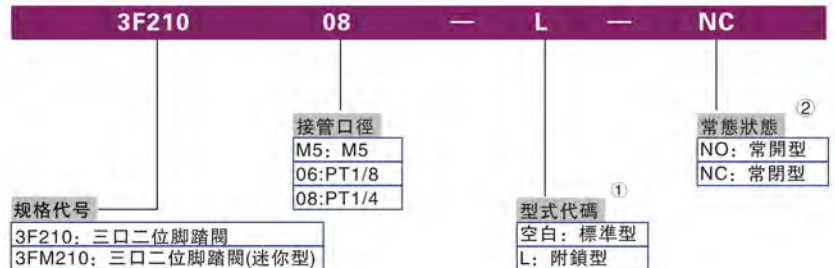 3F210 08 — L — NC
接管口徑
M5：M5
06:PT1/8
08:PT1/4
②
常態狀態
NO：常開型
NC：常閉型
规格代号
3F210：三口二位脚踏閥
3FM210：三口二位脚踏閥(迷你型)
①
型式代碼
空白：標準型
L：附鎖型